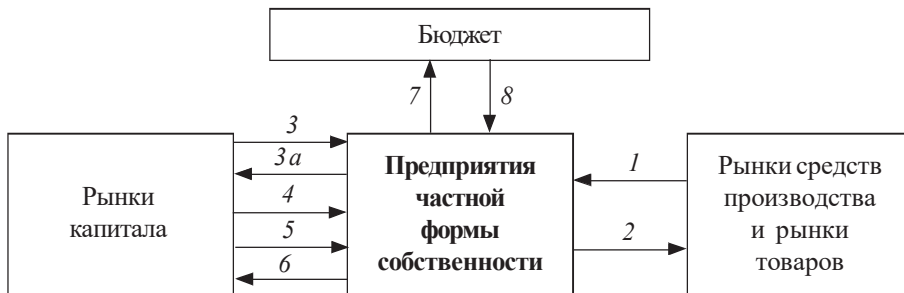 Бюджет
7
8
3
3а
4
5
6
Рынки
капитала
Предприятия
частной
формы
собственности
1
2
Рынки средств
производства
и рынки
товаров